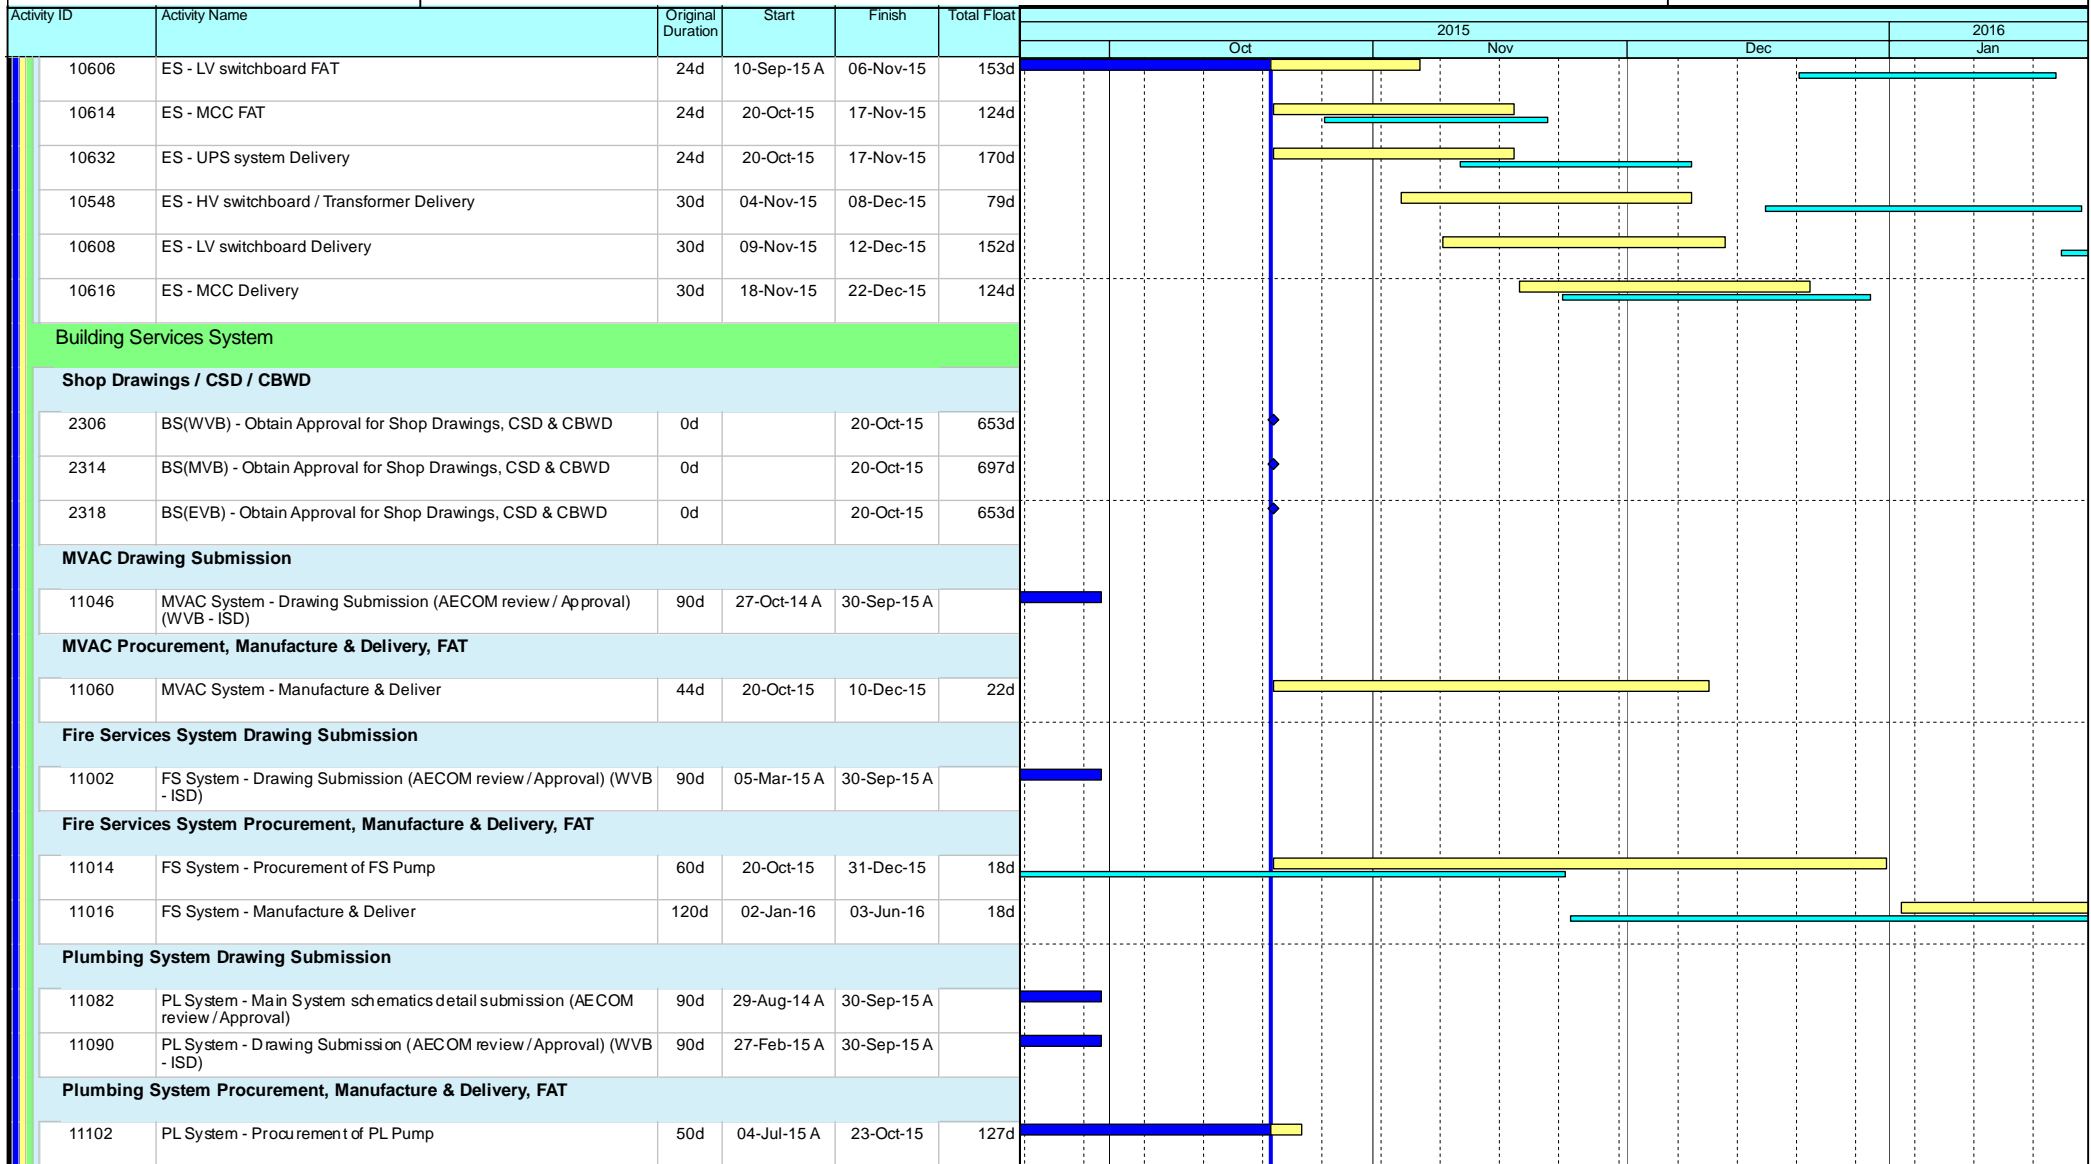 Activity ID Activity Name Original Start Finish Total Float
Duration
2015 2016
Oct Nov Dec Jan
10606 ES - LV switchboard FAT 24d 10-Sep-15 A 06-Nov-15 153d
10614 ES - MCC FAT 24d 20-Oct-15 17-Nov-15 124d
10632 ES - UPS system Delivery 24d 20-Oct-15 17-Nov-15 170d
10548 ES - HV switchboard / Transformer Delivery 30d 04-Nov-15 08-Dec-15 79d
10608 ES - LV switchboard Delivery 30d 09-Nov-15 12-Dec-15 152d
10616 ES - MCC Delivery 30d 18-Nov-15 22-Dec-15 124d
Building Services System
Shop Drawings / CSD / CBWD
2306 BS(WVB) - Obtain Approval for Shop Drawings, CSD & CBWD 0d 20-Oct-15 653d
2314 BS(MVB) - Obtain Approval for Shop Drawings, CSD & CBWD 0d 20-Oct-15 697d
2318 BS(EVB) - Obtain Approval for Shop Drawings, CSD & CBWD 0d 20-Oct-15 653d
MVAC Drawing Submission
11046 MVAC System - Drawing Submission (AECOM review / Approval) 90d 27-Oct-14 A 30-Sep-15 A
(WVB - ISD)
MVAC Procurement, Manufacture & Delivery, FAT
11060 MVAC System - Manufacture & Deliver 44d 20-Oct-15 10-Dec-15 22d
Fire Services System Drawing Submission
11002 FS System - Drawing Submission (AECOM review / Approval) (WVB 90d 05-Mar-15 A 30-Sep-15 A
- ISD)
Fire Services System Procurement, Manufacture & Delivery, FAT
11014 FS System - Procurement of FS Pump 60d 20-Oct-15 31-Dec-15 18d
11016 FS System - Manufacture & Deliver 120d 02-Jan-16 03-Jun-16 18d
Plumbing System Drawing Submission
11082 PL System - Main System schematics detail submission (AECOM 90d 29-Aug-14 A 30-Sep-15 A
review / Approval)
11090 PL System - Drawing Submission (AECOM review / Approval) (WVB 90d 27-Feb-15 A 30-Sep-15 A
- ISD)
Plumbing System Procurement, Manufacture & Delivery, FAT
11102 PL System - Procurement of PL Pump 50d 04-Jul-15 A 23-Oct-15 127d